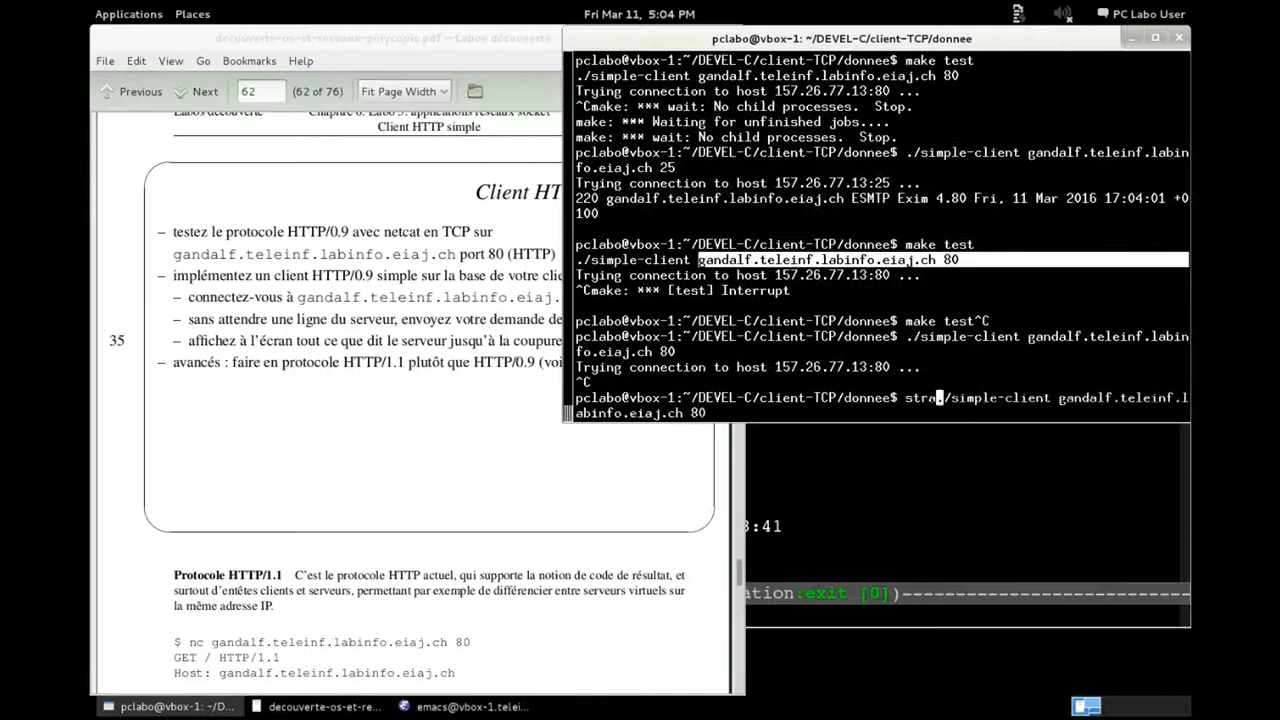 Applications Places
Fri Mar 11, 5:04 PM
PC Labo User
decouverte-os-et-reseaux-polycopie.pdf — Labos découverte
File Edit View Go Bookmarks Help
Previous Next 62 (62 of 76) Fit Page Width
Labos découverte
Client HTTP simple
Client HT
– testez le protocole HTTP/0.9 avec netcat en TCP sur
gandalf.teleinf.labinfo.eiaj.ch port 80 (HTTP)
– implémentez un client HTTP/0.9 simple sur la base de votre clie
– connectez-vous à gandalf.teleinf.labinfo.eiaj.
– sans attendre une ligne du serveur, envoyez votre demande de
35
– affichez à l'écran tout ce que dit le serveur jusqu'à la coupure
– avancés : faire en protocole HTTP/1.1 plutôt que HTTP/0.9 (voi
Protocole HTTP/1.1 C'est le protocole HTTP actuel, qui supporte la notion de code de résultat, et
surtout d'entêtes clients et serveurs, permettant par exemple de différencier entre serveurs virtuels sur
la même adresse IP.
$ nc gandalf.teleinf.labinfo.eiaj.ch 80
GET / HTTP/1.1
Host: gandalf.teleinf.labinfo.eiaj.ch
pclabo@vbox-1: ~/DEVEL-C/client-TCP/donnee
pclabo@vbox-1:~/DEVEL-C/client-TCP/donnee$ make test
./simple-client gandalf.teleinf.labinfo.eiaj.ch 80
Trying connection to host 157.26.77.13:80 ...
^Cmake: *** wait: No child processes.  Stop.
make: *** Waiting for unfinished jobs....
make: *** wait: No child processes.  Stop.
pclabo@vbox-1:~/DEVEL-C/client-TCP/donnee$ ./simple-client gandalf.teleinf.labin
fo.eiaj.ch 25
Trying connection to host 157.26.77.13:25 ...
220 gandalf.teleinf.labinfo.eiaj.ch ESMTP Exim 4.80 Fri, 11 Mar 2016 17:04:01 +0
100
pclabo@vbox-1:~/DEVEL-C/client-TCP/donnee$ make test
./simple-client gandalf.teleinf.labinfo.eiaj.ch 80
Trying connection to host 157.26.77.13:80 ...
^Cmake: *** [test] Interrupt
pclabo@vbox-1:~/DEVEL-C/client-TCP/donnee$ make test^C
pclabo@vbox-1:~/DEVEL-C/client-TCP/donnee$ ./simple-client gandalf.teleinf.labin
fo.eiaj.ch 80
Trying connection to host 157.26.77.13:80 ...
^C
pclabo@vbox-1:~/DEVEL-C/client-TCP/donnee$ stra./simple-client gandalf.teleinf.l
abinfo.eiaj.ch 80
:41
ation:exit [0])
pclabo@vbox-1: ~/D...
decouverte-os-et-re...
emacs@vbox-1.telei...